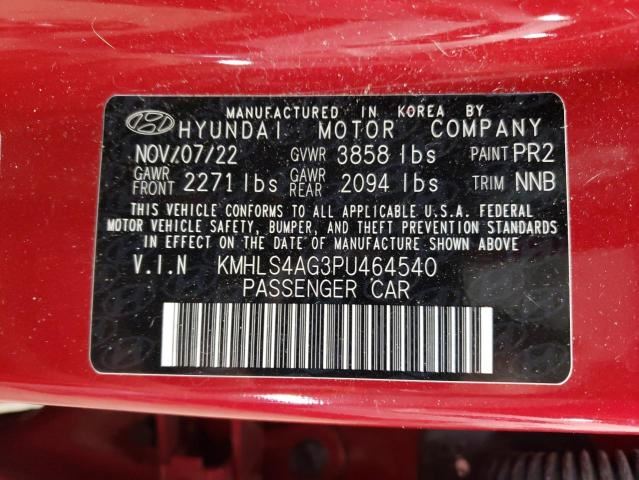 MANUFACTURED IN KOREA BY
HYUNDAI MOTOR COMPANY
NOV/07/22 GVWR 3858 lbs PAINT PR2
GAWR FRONT 2271 lbs GAWR REAR 2094 lbs TRIM NNB
THIS VEHICLE CONFORMS TO ALL APPLICABLE U.S.A. FEDERAL
MOTOR VEHICLE SAFETY, BUMPER, AND THEFT PREVENTION STANDARDS
IN EFFECT ON THE DATE OF MANUFACTURE SHOWN ABOVE
V.I.N KMHLS4AG3PU464540
PASSENGER CAR